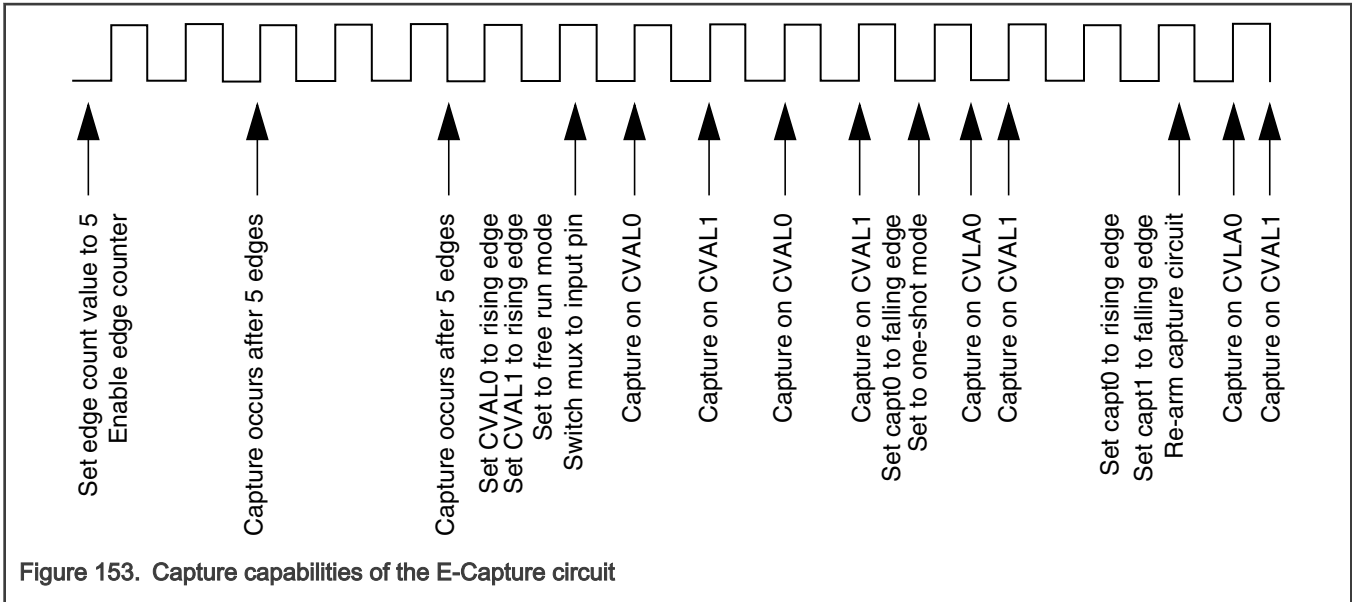 Set edge count value to 5
Enable edge counter
Capture occurs after 5 edges
Capture occurs after 5 edges
Set CVAL0 to rising edge
Set CVAL1 to rising edge
Set to free run mode
Switch mux to input pin
Capture on CVAL0
Capture on CVAL1
Capture on CVAL0
Capture on CVAL1
Set capt0 to falling edge
Set to one-shot mode
Capture on CVLA0
Capture on CVAL1
Set capt0 to rising edge
Set capt1 to falling edge
Re-arm capture circuit
Capture on CVLA0
Capture on CVAL1
Figure 153. Capture capabilities of the E-Capture circuit